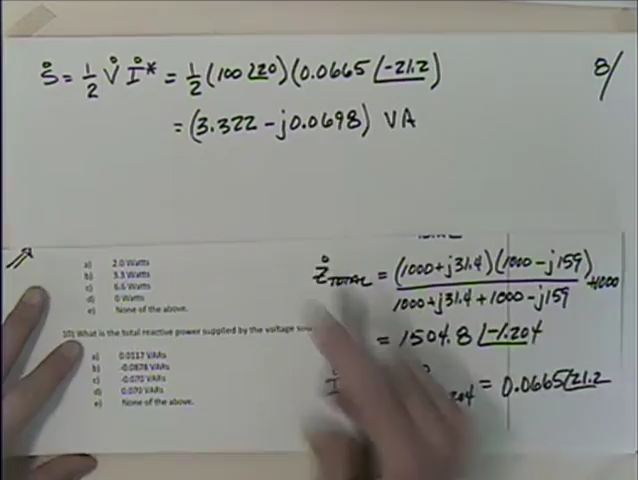 S̊ = 1/2 V̊ I̊* = 1/2 (100∠20)(0.0665∠-21.2)
= (3.322 - j0.0698) VA
8/
a) 2.0 Watts
b) 3.3 Watts
c) 6.6 Watts
d) 0 Watts
e) None of the above.
10) What is the total reactive power supplied by the voltage
a) 0.0117 VARs
b) -0.0878 VARs
c) -0.070 VARs
d) 0.070 VARs
e) None of the above.
Z̊TOTAL = (1000+j31.4)(1000-j159) / 1000+j31.4+1000-j159 +1000
= 1504.8∠-1.204
= 0.0665∠21.2